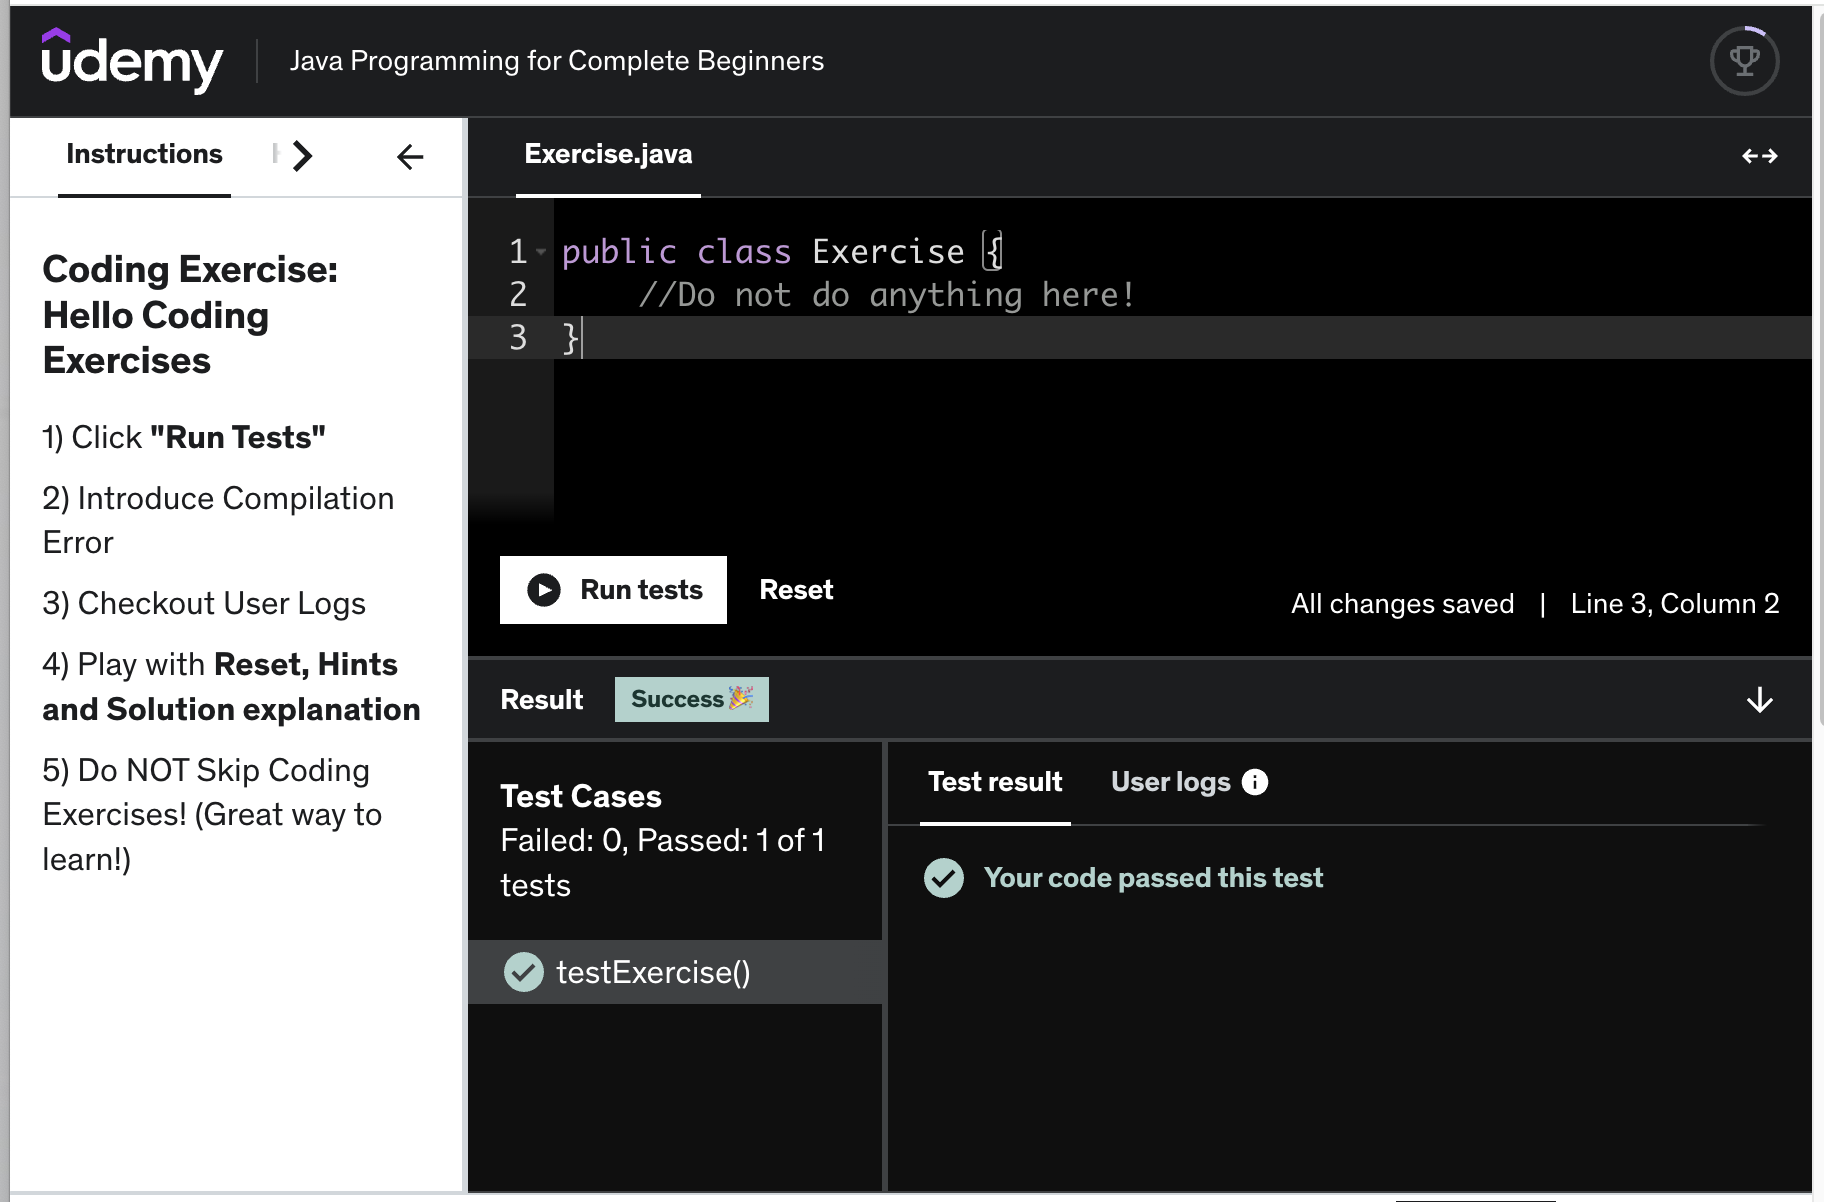 udemy
Java Programming for Complete Beginners
Instructions
Exercise.java
Coding Exercise:
Hello Coding
Exercises
1) Click "Run Tests"
2) Introduce Compilation
Error
3) Checkout User Logs
4) Play with Reset, Hints
and Solution explanation
5) Do NOT Skip Coding
Exercises! (Great way to
learn!)
1 public class Exercise {
2 //Do not do anything here!
3 }
Run tests
Reset
All changes saved | Line 3, Column 2
Result
Success🎉
Test Cases
Failed: 0, Passed: 1 of 1
tests
testExercise()
Test result
User logs
Your code passed this test